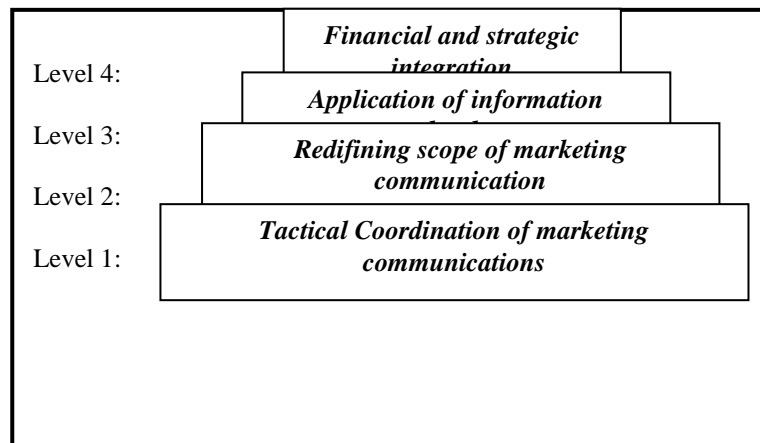 Financial and strategic
integration
Level 4:
Application of information
Level 3:
Redifining scope of marketing
communication
Level 2:
Tactical Coordination of marketing
communications
Level 1: